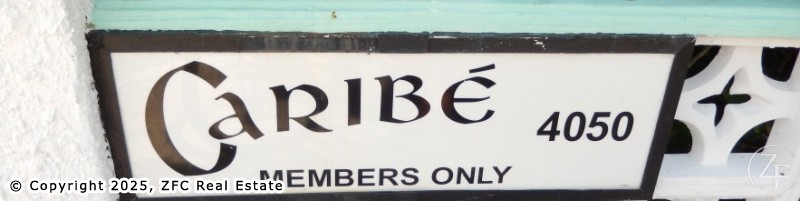 CARIBÉ
4050
MEMBERS ONLY
© Copyright 2025, ZFC Real Estate